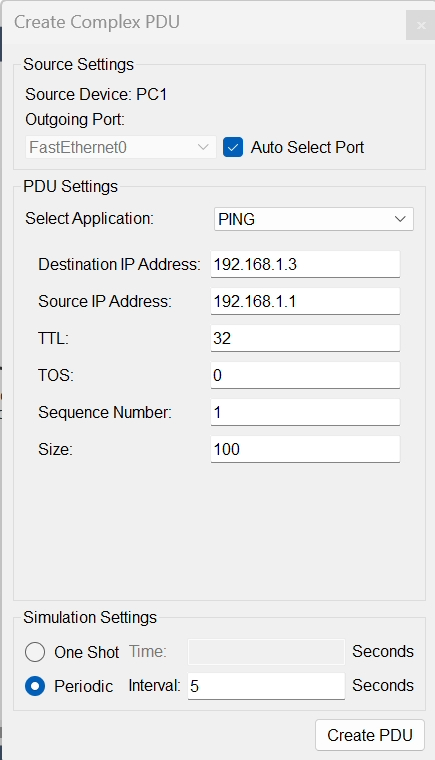 Create Complex PDU
Source Settings
Source Device: PC1
Outgoing Port:
FastEthernet0 Auto Select Port
PDU Settings
Select Application: PING
Destination IP Address: 192.168.1.3
Source IP Address: 192.168.1.1
TTL: 32
TOS: 0
Sequence Number: 1
Size: 100
Simulation Settings
One Shot Time: Seconds
Periodic Interval: 5 Seconds
Create PDU